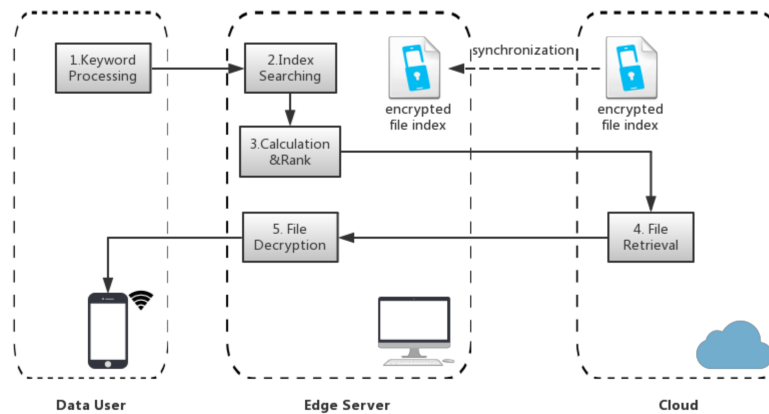 1.Keyword
Processing
2.Index
Searching
synchronization
encrypted
file index
encrypted
file index
3.Calculation
&Rank
5. File
Decryption
4. File
Retrieval
Data User
Edge Server
Cloud